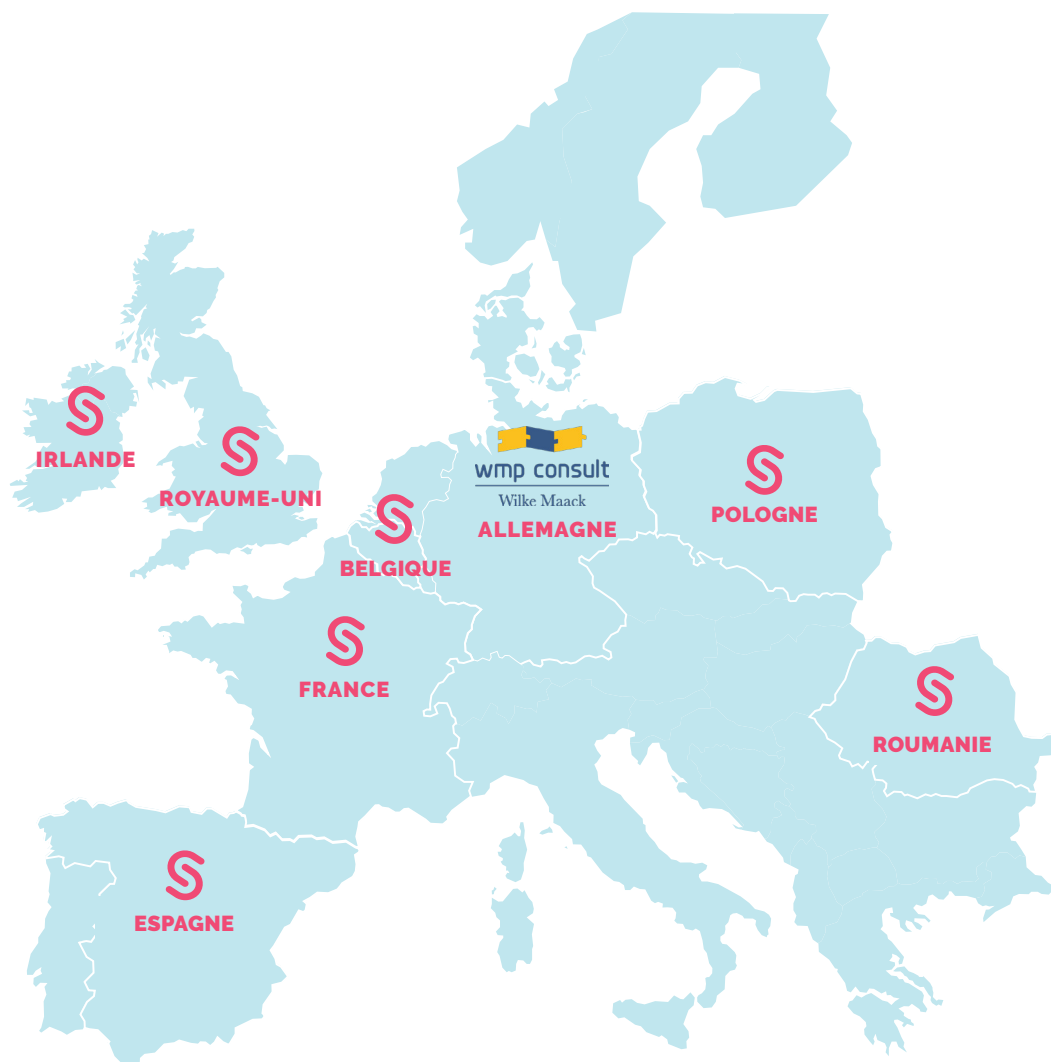 IRLANDE
ROYAUME-UNI
wmp consult
Wilke Maack
ALLEMAGNE
POLOGNE
BELGIQUE
FRANCE
ROUMANIE
ESPAGNE